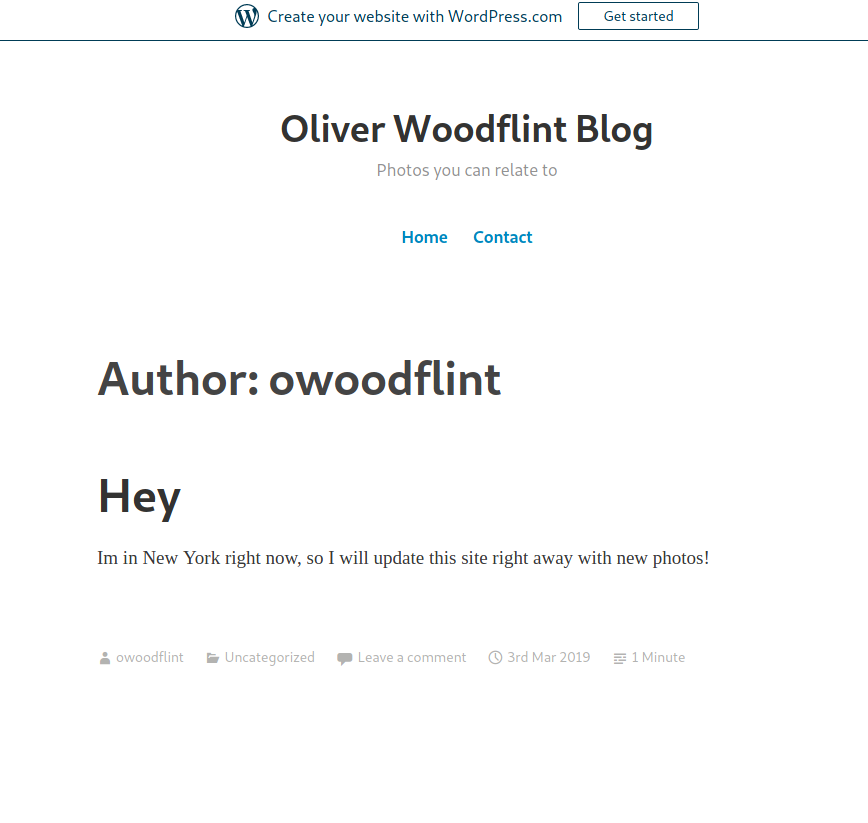 Create your website with WordPress.com Get started
Oliver Woodflint Blog
Photos you can relate to
Home Contact
Author: owoodflint
Hey
Im in New York right now, so I will update this site right away with new photos!
owoodflint Uncategorized Leave a comment 3rd Mar 2019 1 Minute